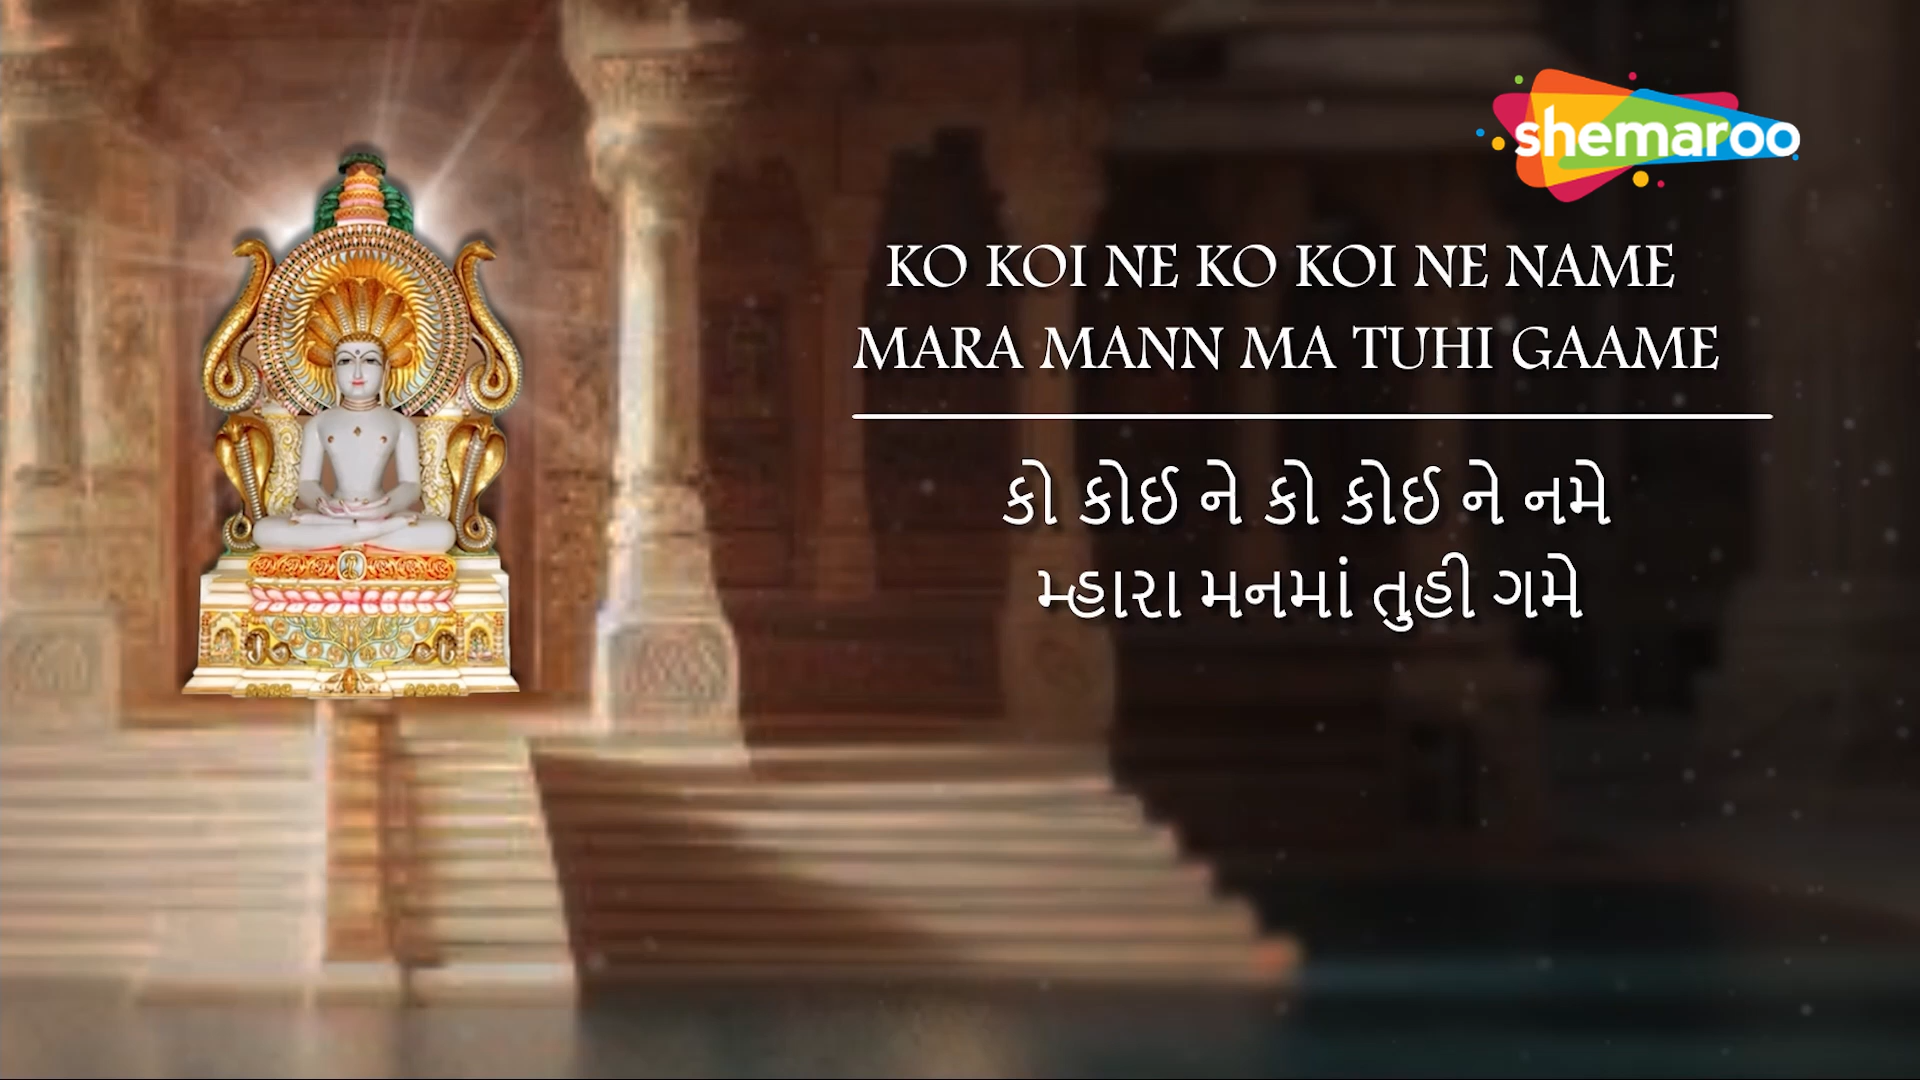 shemaroo
KO KOI NE KO KOI NE NAME
MARA MANN MA TUHI GAAME
કો કોઈ ને કો કોઈ ને નમે
મ્હારા મનમાં તુહી ગમે